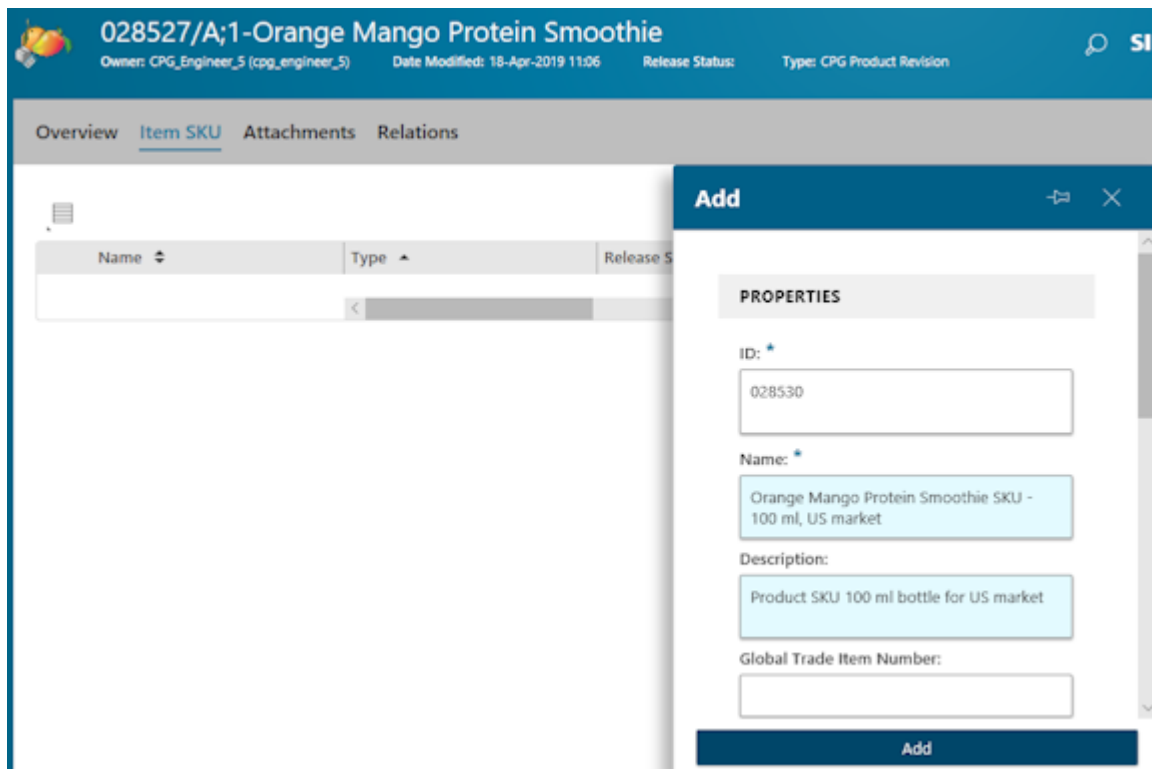 028527/A;1-Orange Mango Protein Smoothie
Owner: CPG_Engineer_5 (cpg_engineer_5) Date Modified: 18-Apr-2019 11:06 Release Status: Type: CPG Product Revision
SI
Overview Item SKU Attachments Relations
Add
Name Type Release S
PROPERTIES
ID: *
028530
Name: *
Orange Mango Protein Smoothie SKU -
100 ml, US market
Description:
Product SKU 100 ml bottle for US market
Global Trade Item Number:
Add